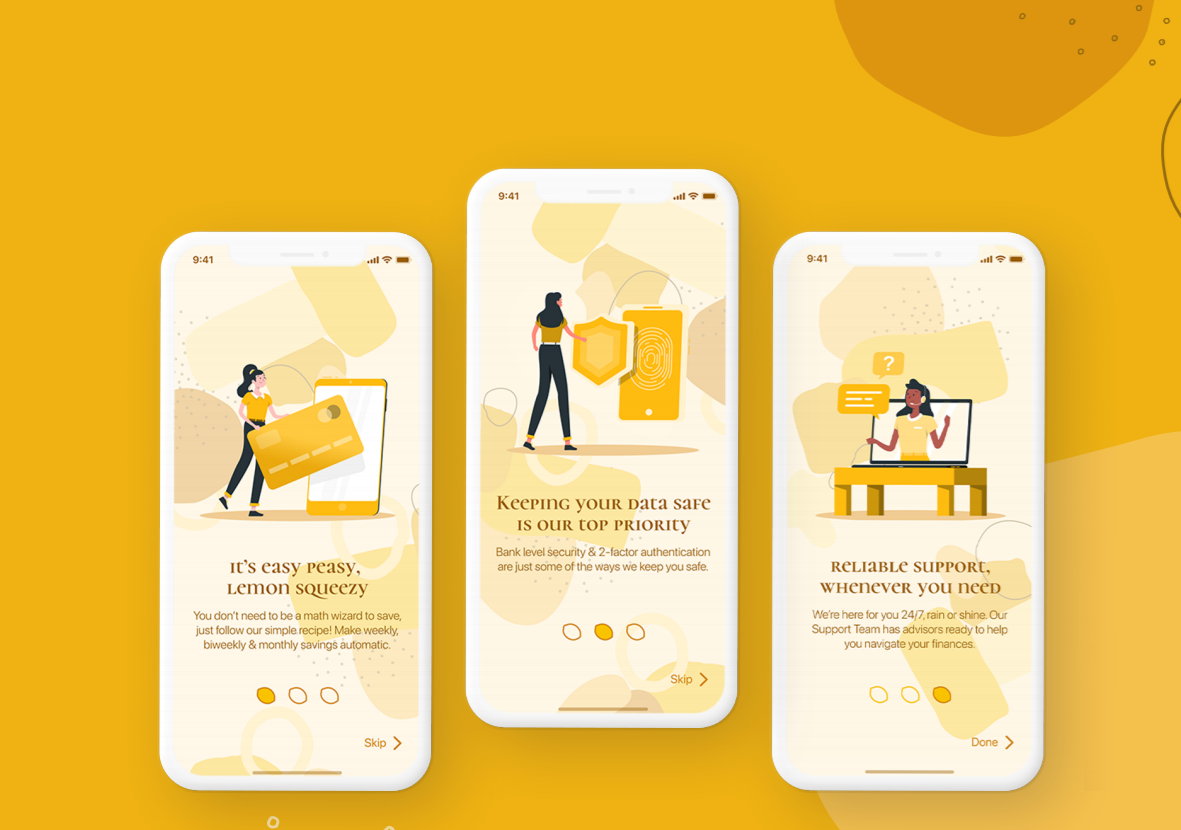 9:41
It's easy peasy,
lemon squeezy
You don't need to be a math wizard to save,
just follow our simple recipe! Make weekly,
biweekly & monthly savings automatic.
Skip
9:41
Keeping your data safe
is our top priority
Bank level security & 2-factor authentication
are just some of the ways we keep you safe.
Skip
9:41
?
Reliable support,
whenever you need
We're here for you 24/7, rain or shine. Our
Support Team has advisors ready to help
you navigate your finances.
Done